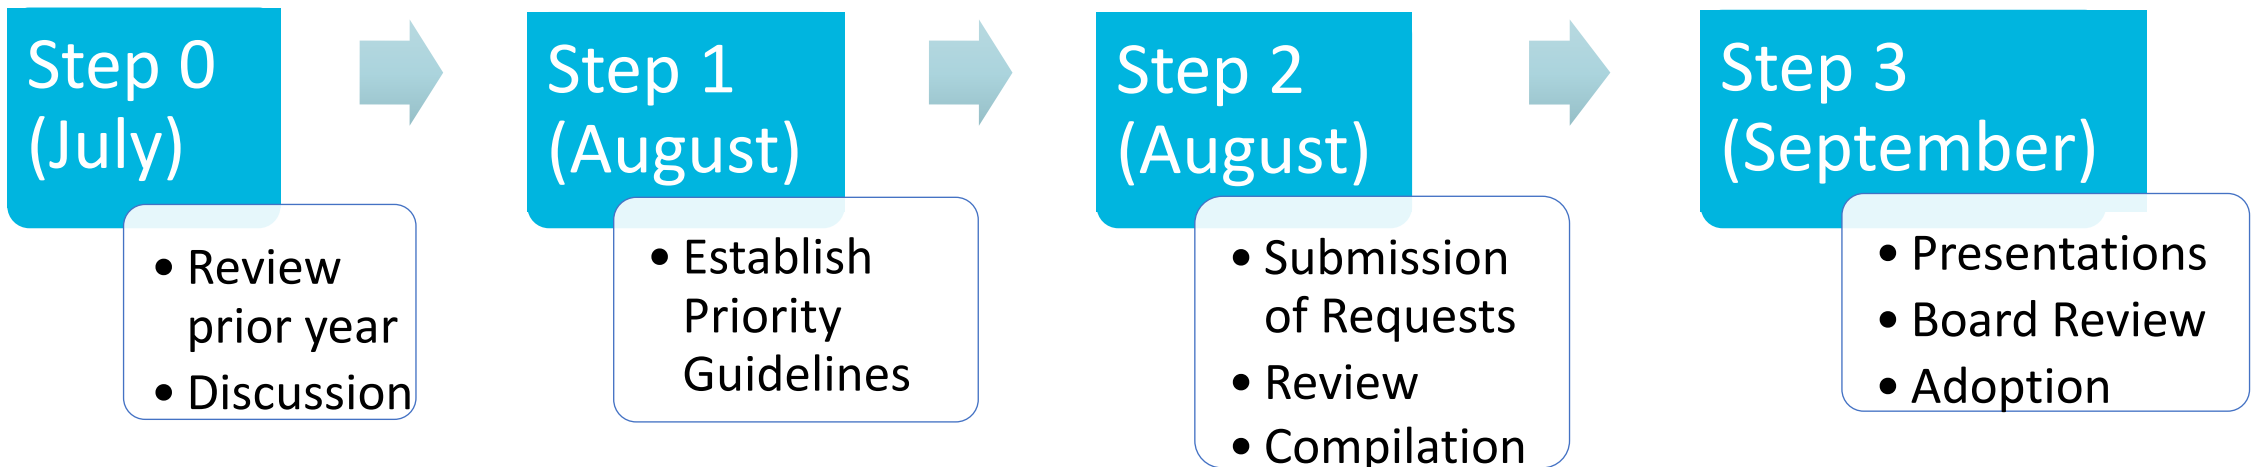 Step 0
(July)
• Review
prior year
• Discussion
Step 1
(August)
• Establish
Priority
Guidelines
Step 2
(August)
• Submission
of Requests
• Review
• Compilation
Step 3
(September)
• Presentations
• Board Review
• Adoption